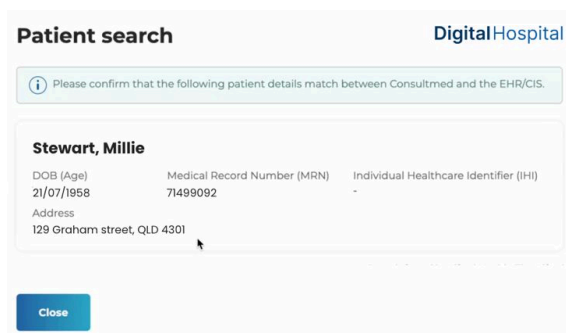 Patient search
DigitalHospital
Please confirm that the following patient details match between Consultmed and the EHR/CIS.
Stewart, Millie
DOB (Age) Medical Record Number (MRN) Individual Healthcare Identifier (IHI)
21/07/1958 71499092 -
Address
129 Graham street, QLD 4301
Close